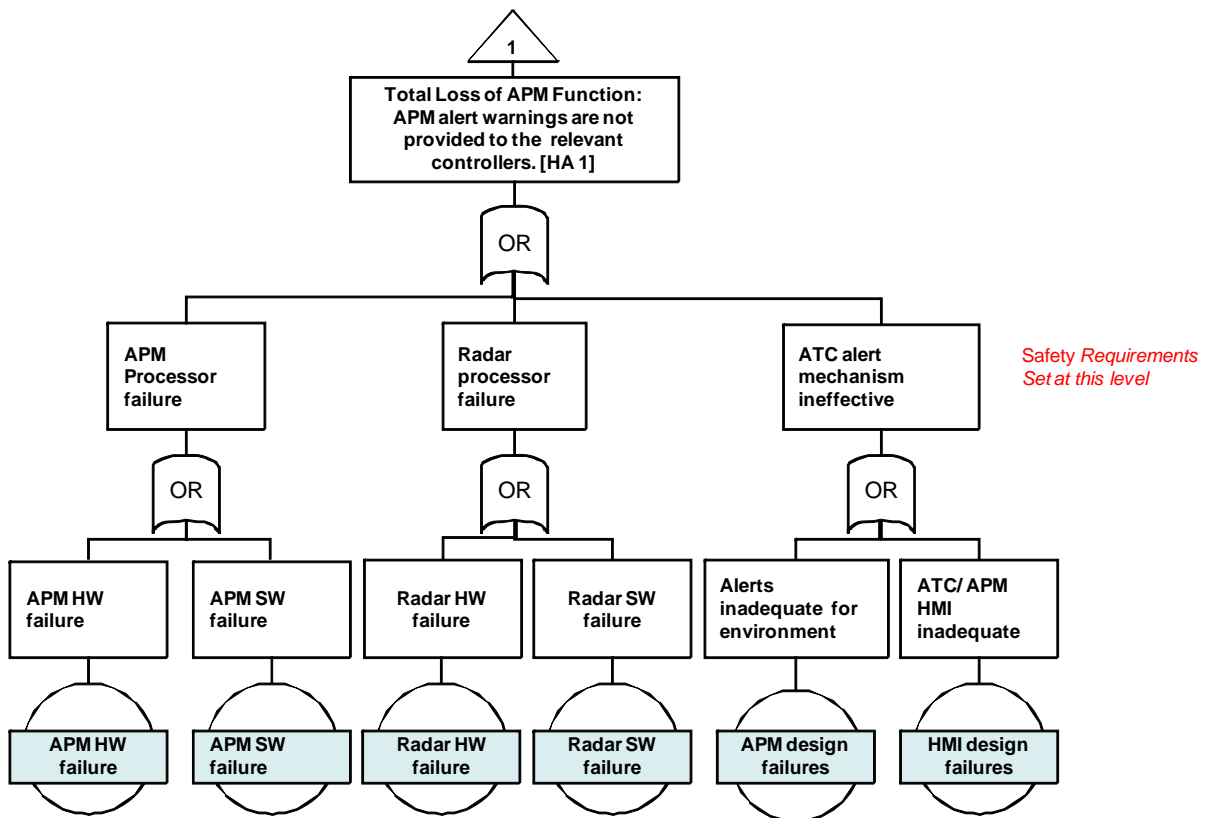 1
Total Loss of APM Function:
APM alert warnings are not
provided to the relevant
controllers. [HA 1]
OR
APM
Processor
failure
Radar
processor
failure
ATC alert
mechanism
ineffective
Safety Requirements
Set at this level
OR
OR
OR
APM HW
failure
APM SW
failure
Radar HW
failure
Radar SW
failure
Alerts
inadequate for
environment
ATC/ APM
HMI
inadequate
APM HW
failure
APM SW
failure
Radar HW
failure
Radar SW
failure
APM design
failures
HMI design
failures